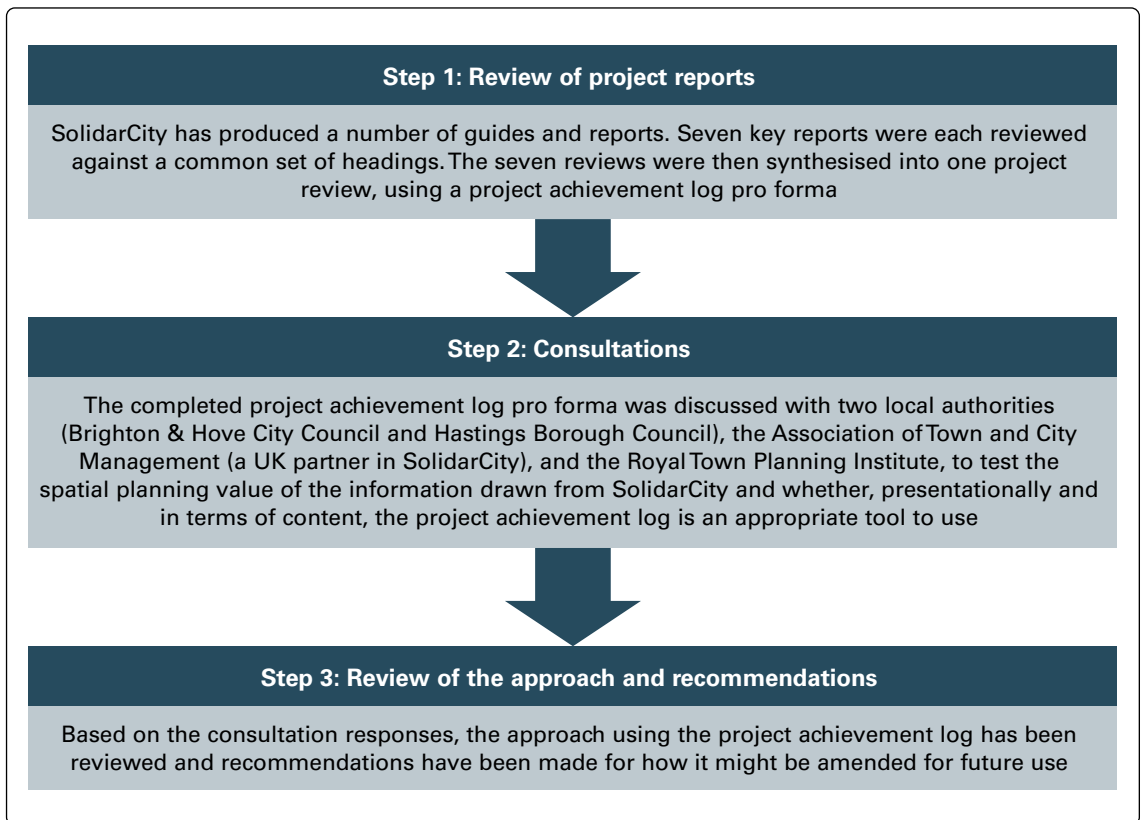 Step 1: Review of project reports
SolidarCity has produced a number of guides and reports. Seven key reports were each reviewed
against a common set of headings. The seven reviews were then synthesised into one project
review, using a project achievement log pro forma
Step 2: Consultations
The completed project achievement log pro forma was discussed with two local authorities
(Brighton & Hove City Council and Hastings Borough Council), the Association of Town and City
Management (a UK partner in SolidarCity), and the Royal Town Planning Institute, to test the
spatial planning value of the information drawn from SolidarCity and whether, presentationally and
in terms of content, the project achievement log is an appropriate tool to use
Step 3: Review of the approach and recommendations
Based on the consultation responses, the approach using the project achievement log has been
reviewed and recommendations have been made for how it might be amended for future use